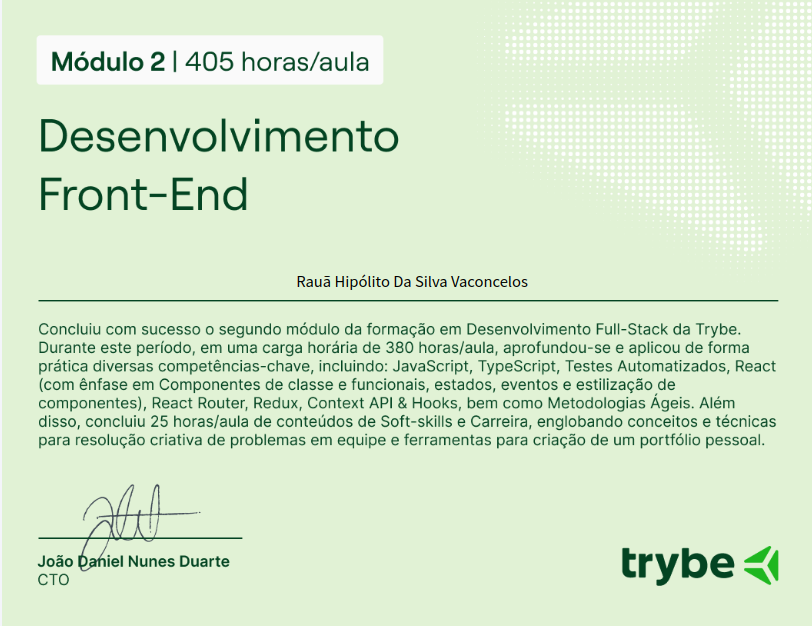 Módulo 2 | 405 horas/aula
Desenvolvimento
Front-End
Rauã Hipólito Da Silva Vaconcelos
Concluiu com sucesso o segundo módulo da formação em Desenvolvimento Full-Stack da Trybe.
Durante este período, em uma carga horária de 380 horas/aula, aprofundou-se e aplicou de forma
prática diversas competências-chave, incluindo: JavaScript, TypeScript, Testes Automatizados, React
(com ênfase em Componentes de classe e funcionais, estados, eventos e estilização de
componentes), React Router, Redux, Context API & Hooks, bem como Metodologias Ágeis. Além
disso, concluiu 25 horas/aula de conteúdos de Soft-skills e Carreira, englobando conceitos e técnicas
para resolução criativa de problemas em equipe e ferramentas para criação de um portfólio pessoal.
João Daniel Nunes Duarte
CTO
trybe